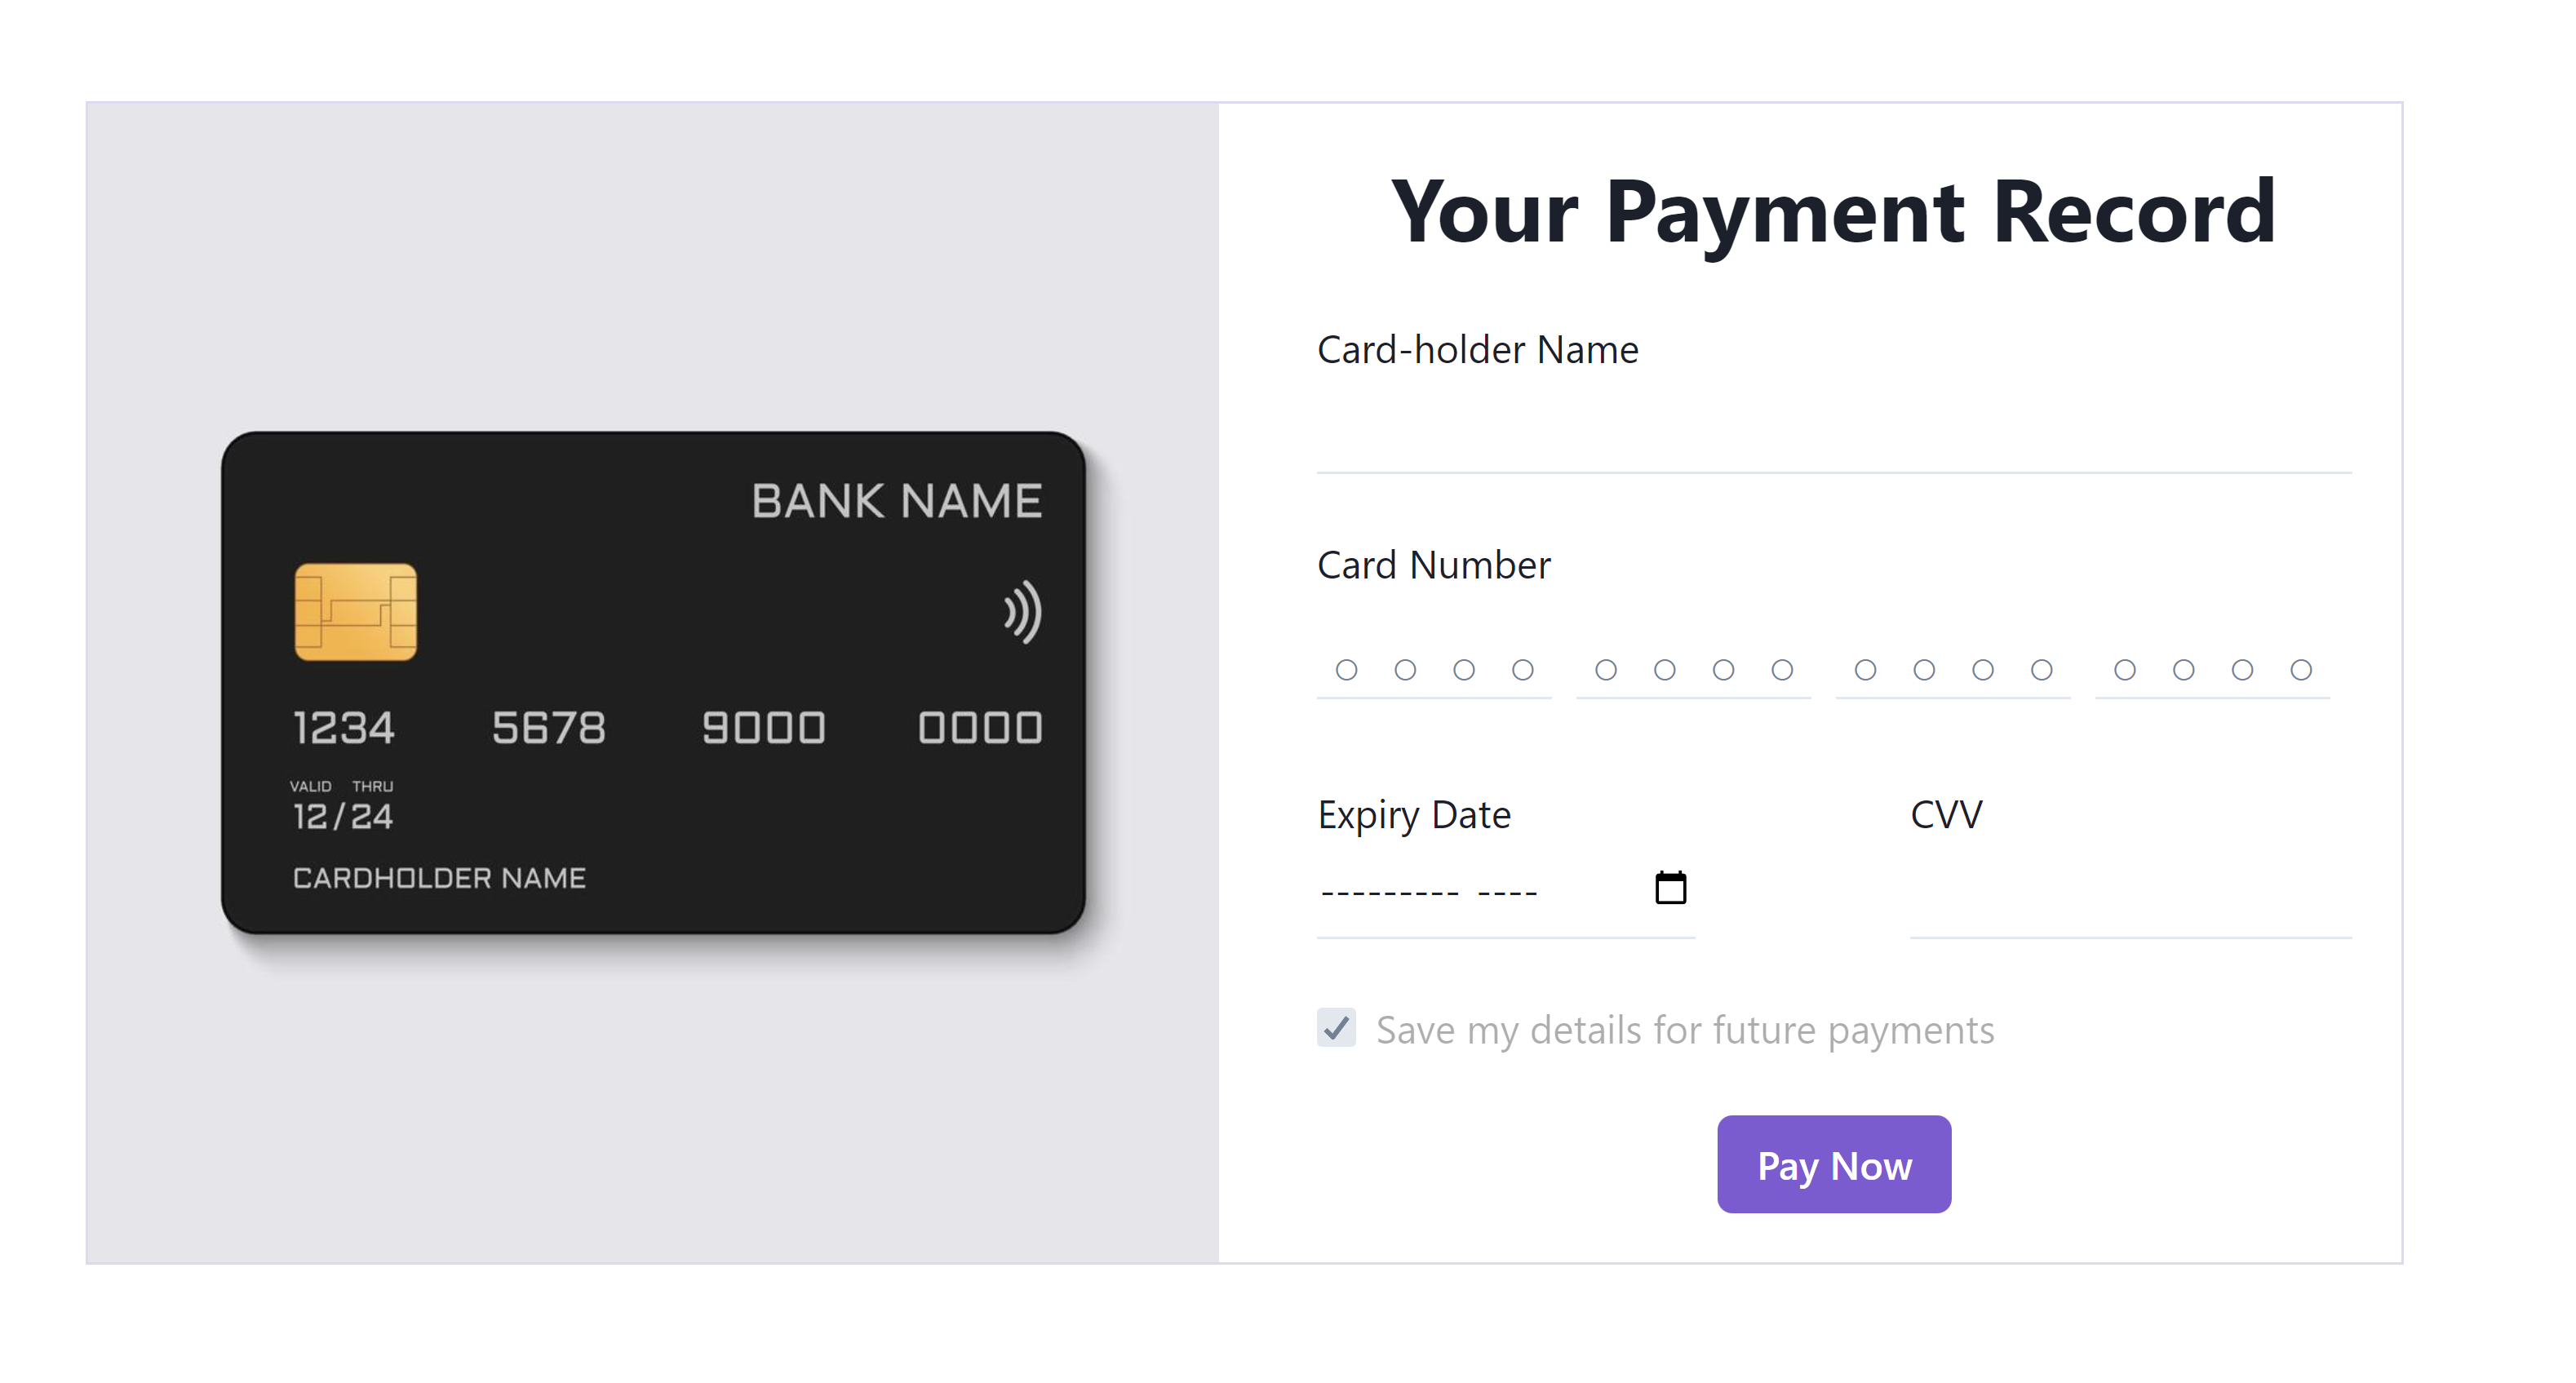 BANK NAME
1234 5678 9000 0000
VALID THRU
12/24
CARDHOLDER NAME
Your Payment Record
Card-holder Name
Card Number
○ ○ ○ ○ ○ ○ ○ ○ ○ ○ ○ ○ ○ ○ ○ ○
Expiry Date CVV
--------- ----
Save my details for future payments
Pay Now